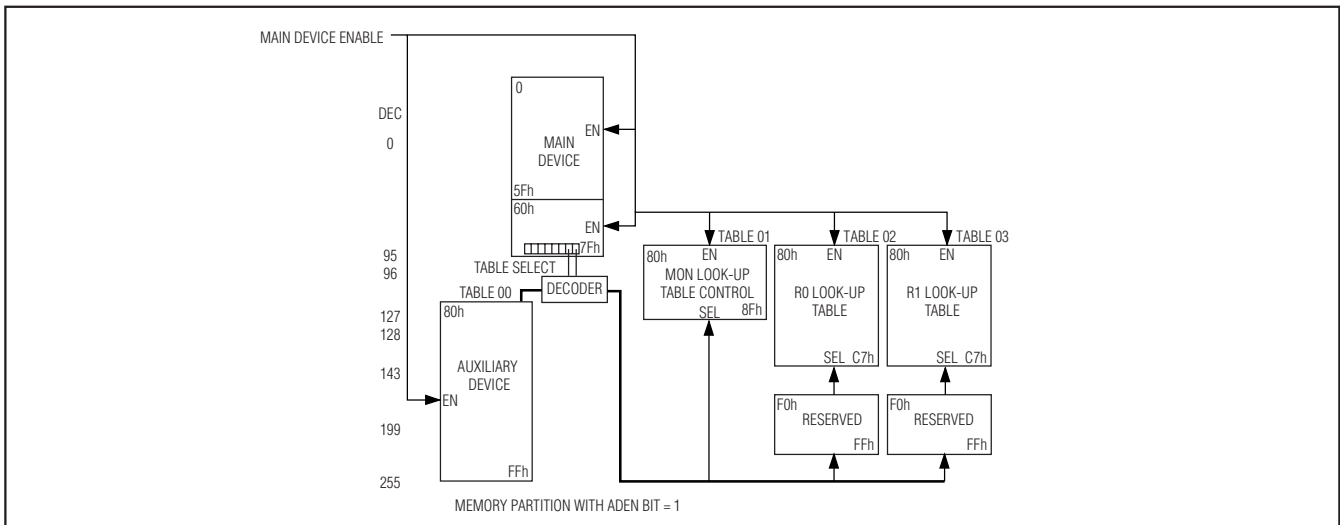 MAIN DEVICE ENABLE
DEC
0
95
96
127
128
143
199
255
0
EN
MAIN
DEVICE
5Fh
60h
EN
7Fh
TABLE SELECT
DECODER
TABLE 00
80h
AUXILIARY
DEVICE
EN
FFh
TABLE 01
80h
EN
MON LOOK-UP
TABLE CONTROL
SEL
8Fh
TABLE 02
80h
EN
R0 LOOK-UP
TABLE
SEL C7h
F0h
RESERVED
FFh
TABLE 03
80h
EN
R1 LOOK-UP
TABLE
SEL C7h
F0h
RESERVED
FFh
MEMORY PARTITION WITH ADEN BIT = 1